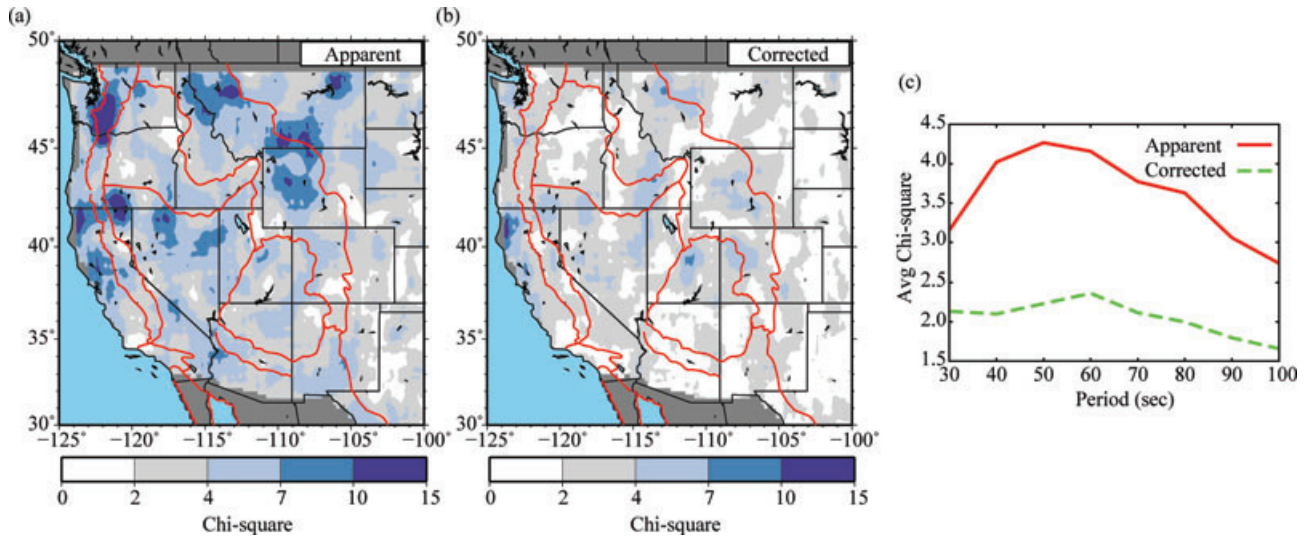 (a)
Apparent
50°
45°
40°
35°
30°
−125° −120° −115° −110° −105° −100°
0 2 4 7 10 15
Chi-square
(b)
Corrected
50°
45°
40°
35°
30°
−125° −120° −115° −110° −105° −100°
0 2 4 7 10 15
Chi-square
(c)
Avg Chi-square
4.5
4.0
3.5
3.0
2.5
2.0
1.5
Apparent
Corrected
30 40 50 60 70 80 90 100
Period (sec)